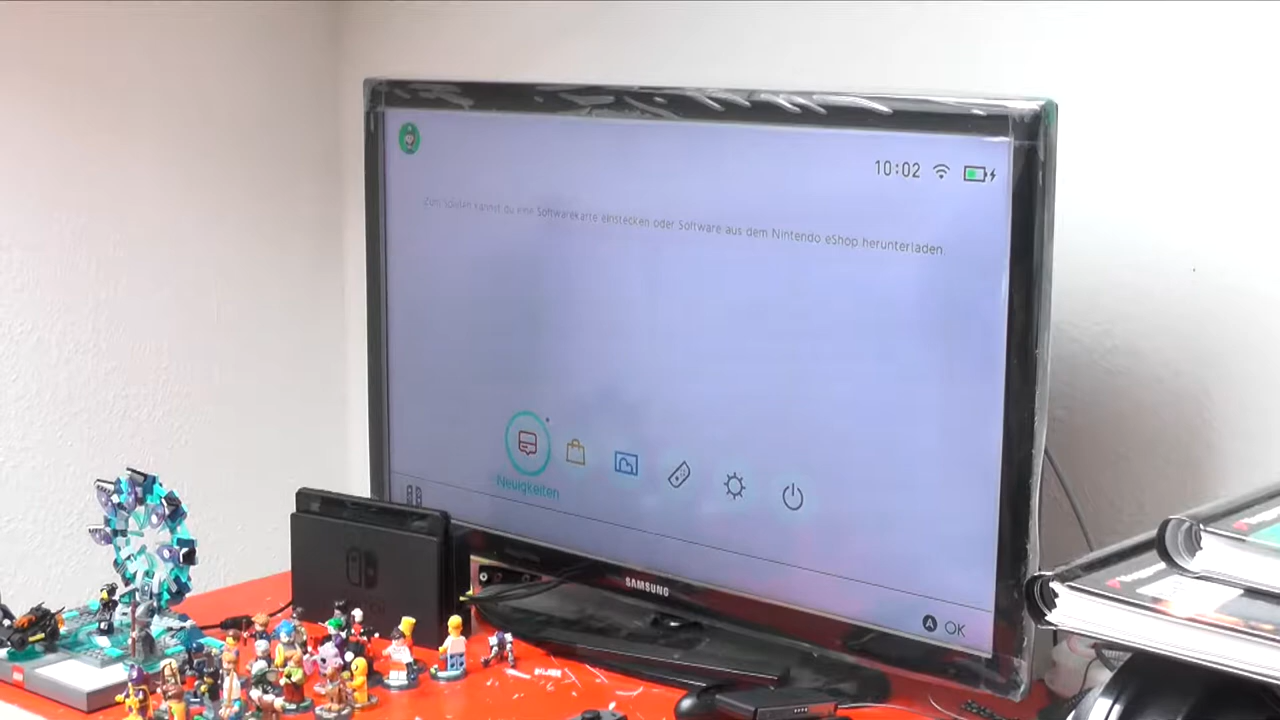 10:02
Zum Spielen kannst du eine Softwarekarte einstecken oder Software aus dem Nintendo eShop herunterladen.
Neuigkeiten
SAMSUNG
A OK